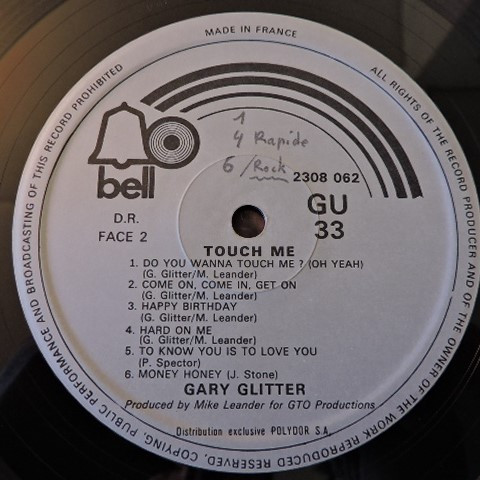 MADE IN FRANCE
ALL RIGHTS OF THE RECORD PRODUCER AND OF THE OWNER OF THE WORK REPRODUCED RESERVED. COPYING, PUBLIC PERFORMANCE AND BROADCASTING OF THIS RECORD PROHIBITED
1
4 Rapide
6 / Rock
bell
2308 062
GU
33
D.R.
FACE 2
TOUCH ME
1. DO YOU WANNA TOUCH ME ? (OH YEAH)
(G. Glitter/M. Leander)
2. COME ON, COME IN, GET ON
(G. Glitter/M. Leander)
3. HAPPY BIRTHDAY
(G. Glitter/M. Leander)
4. HARD ON ME
(G. Glitter/M. Leander)
5. TO KNOW YOU IS TO LOVE YOU
(P. Spector)
6. MONEY HONEY (J. Stone)
GARY GLITTER
Produced by Mike Leander for GTO Productions
Distribution exclusive POLYDOR S.A.